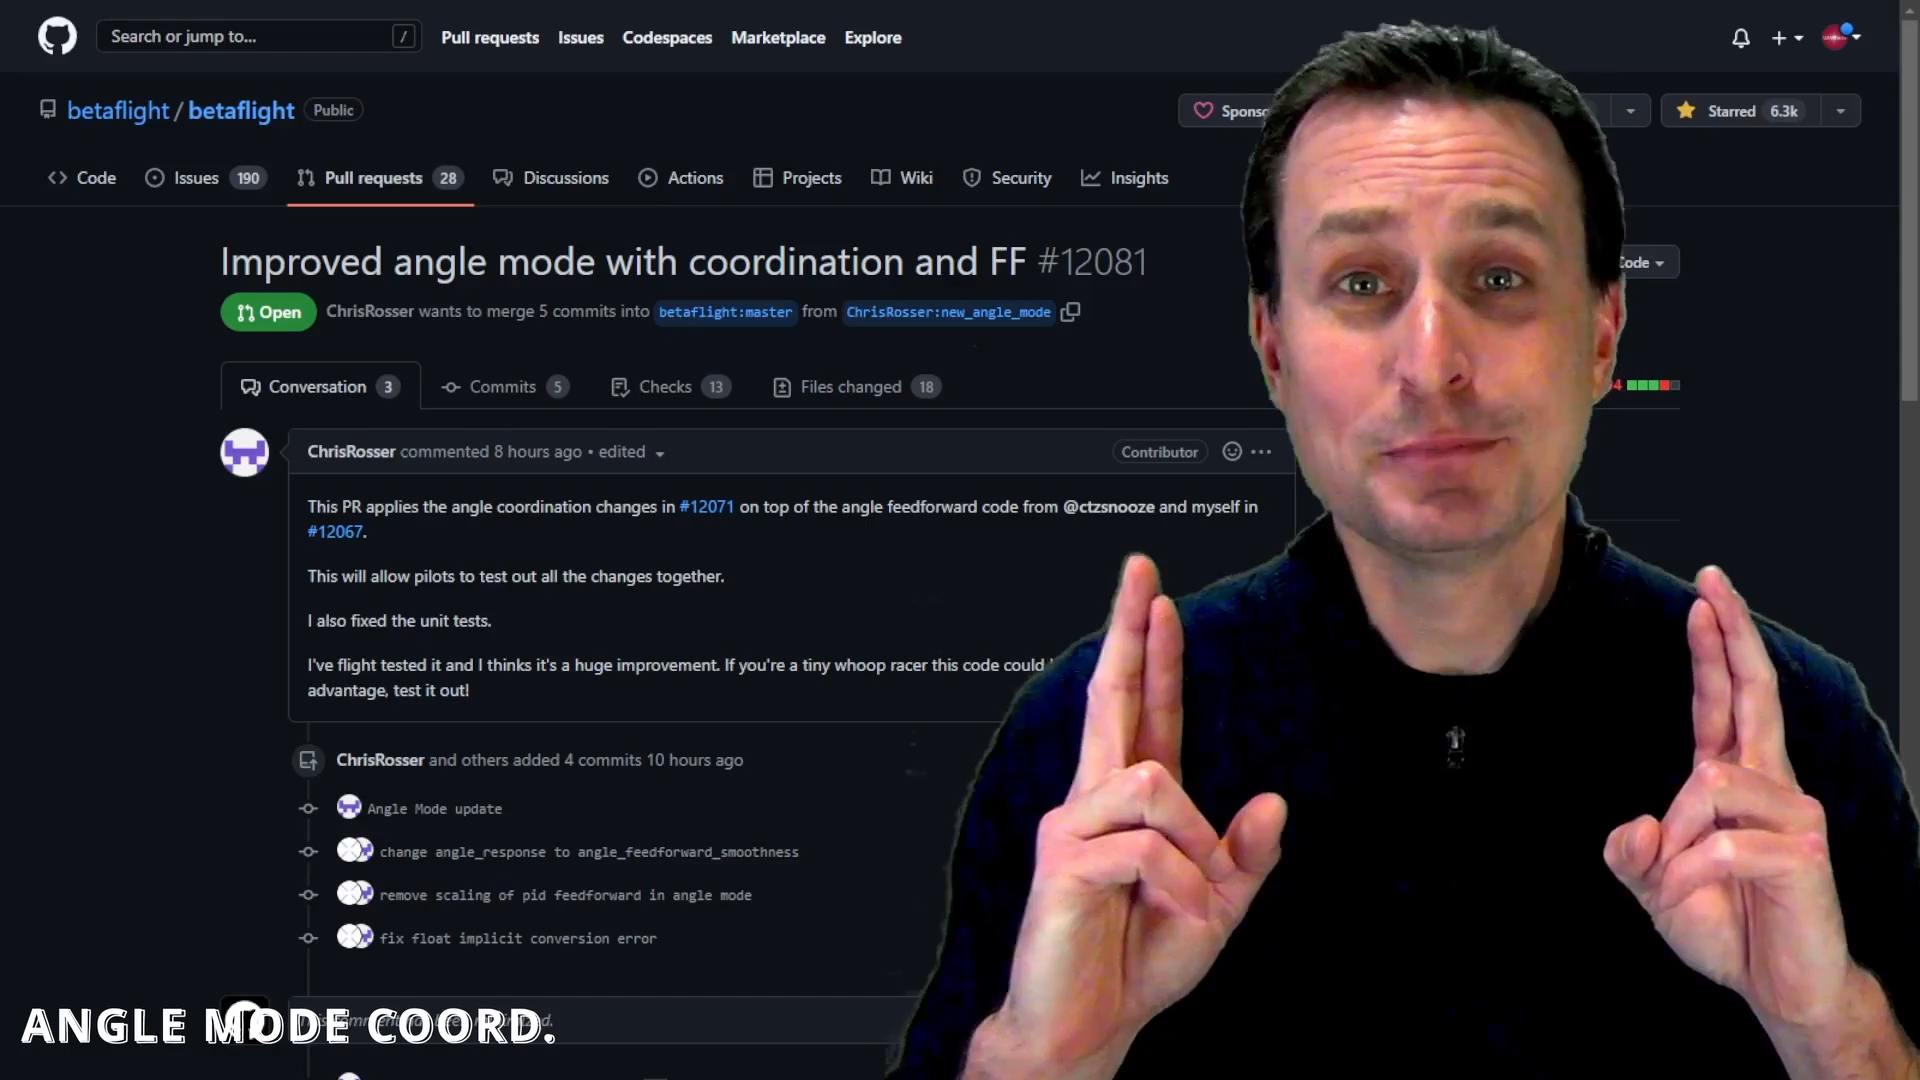 Search or jump to... /
Pull requests Issues Codespaces Marketplace Explore
betaflight / betaflight Public
Starred 6.3k
Code Issues 190 Pull requests 28 Discussions Actions Projects Wiki Security Insights
Improved angle mode with coordination and FF #12081
Open ChrisRosser wants to merge 5 commits into betaflight:master from ChrisRosser:new_angle_mode
Conversation 3 Commits 5 Checks 13 Files changed 18
ChrisRosser commented 8 hours ago • edited Contributor
This PR applies the angle coordination changes in #12071 on top of the angle feedforward code from @ctzsnooze and myself in
#12067.
This will allow pilots to test out all the changes together.
I also fixed the unit tests.
I've flight tested it and I thinks it's a huge improvement. If you're a tiny whoop racer this code could
advantage, test it out!
ChrisRosser and others added 4 commits 10 hours ago
Angle Mode update
change angle_response to angle_feedforward_smoothness
remove scaling of pid feedforward in angle mode
fix float implicit conversion error
ANGLE MODE COORD.